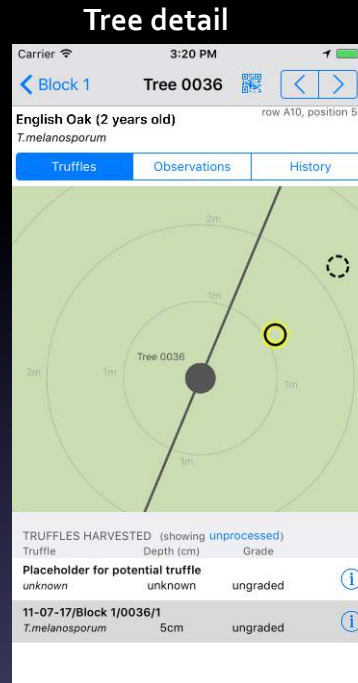 Tree detail
Carrier 3:20 PM
Block 1 Tree 0036
English Oak (2 years old) row A10, position 5
T.melanosporum
Truffles Observations History
2m
1m
Tree 0036
2m 1m 1m
1m
TRUFFLES HARVESTED (showing unprocessed)
Truffle Depth (cm) Grade
Placeholder for potential truffle
unknown unknown ungraded
11-07-17/Block 1/0036/1
T.melanosporum 5cm ungraded